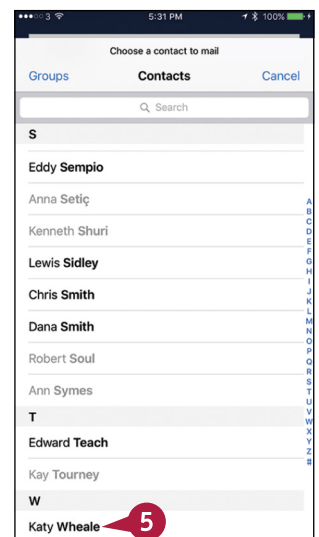 3 5:31 PM 100%
Choose a contact to mail
Groups Contacts Cancel
Search
S
Eddy Sempio
Anna Setiç
Kenneth Shuri
Lewis Sidley
Chris Smith
Dana Smith
Robert Soul
Ann Symes
T
Edward Teach
Kay Tourney
W
Katy Wheale 5
A
B
C
D
E
F
G
H
I
J
K
L
M
N
O
P
Q
R
S
T
U
V
W
X
Y
Z
#